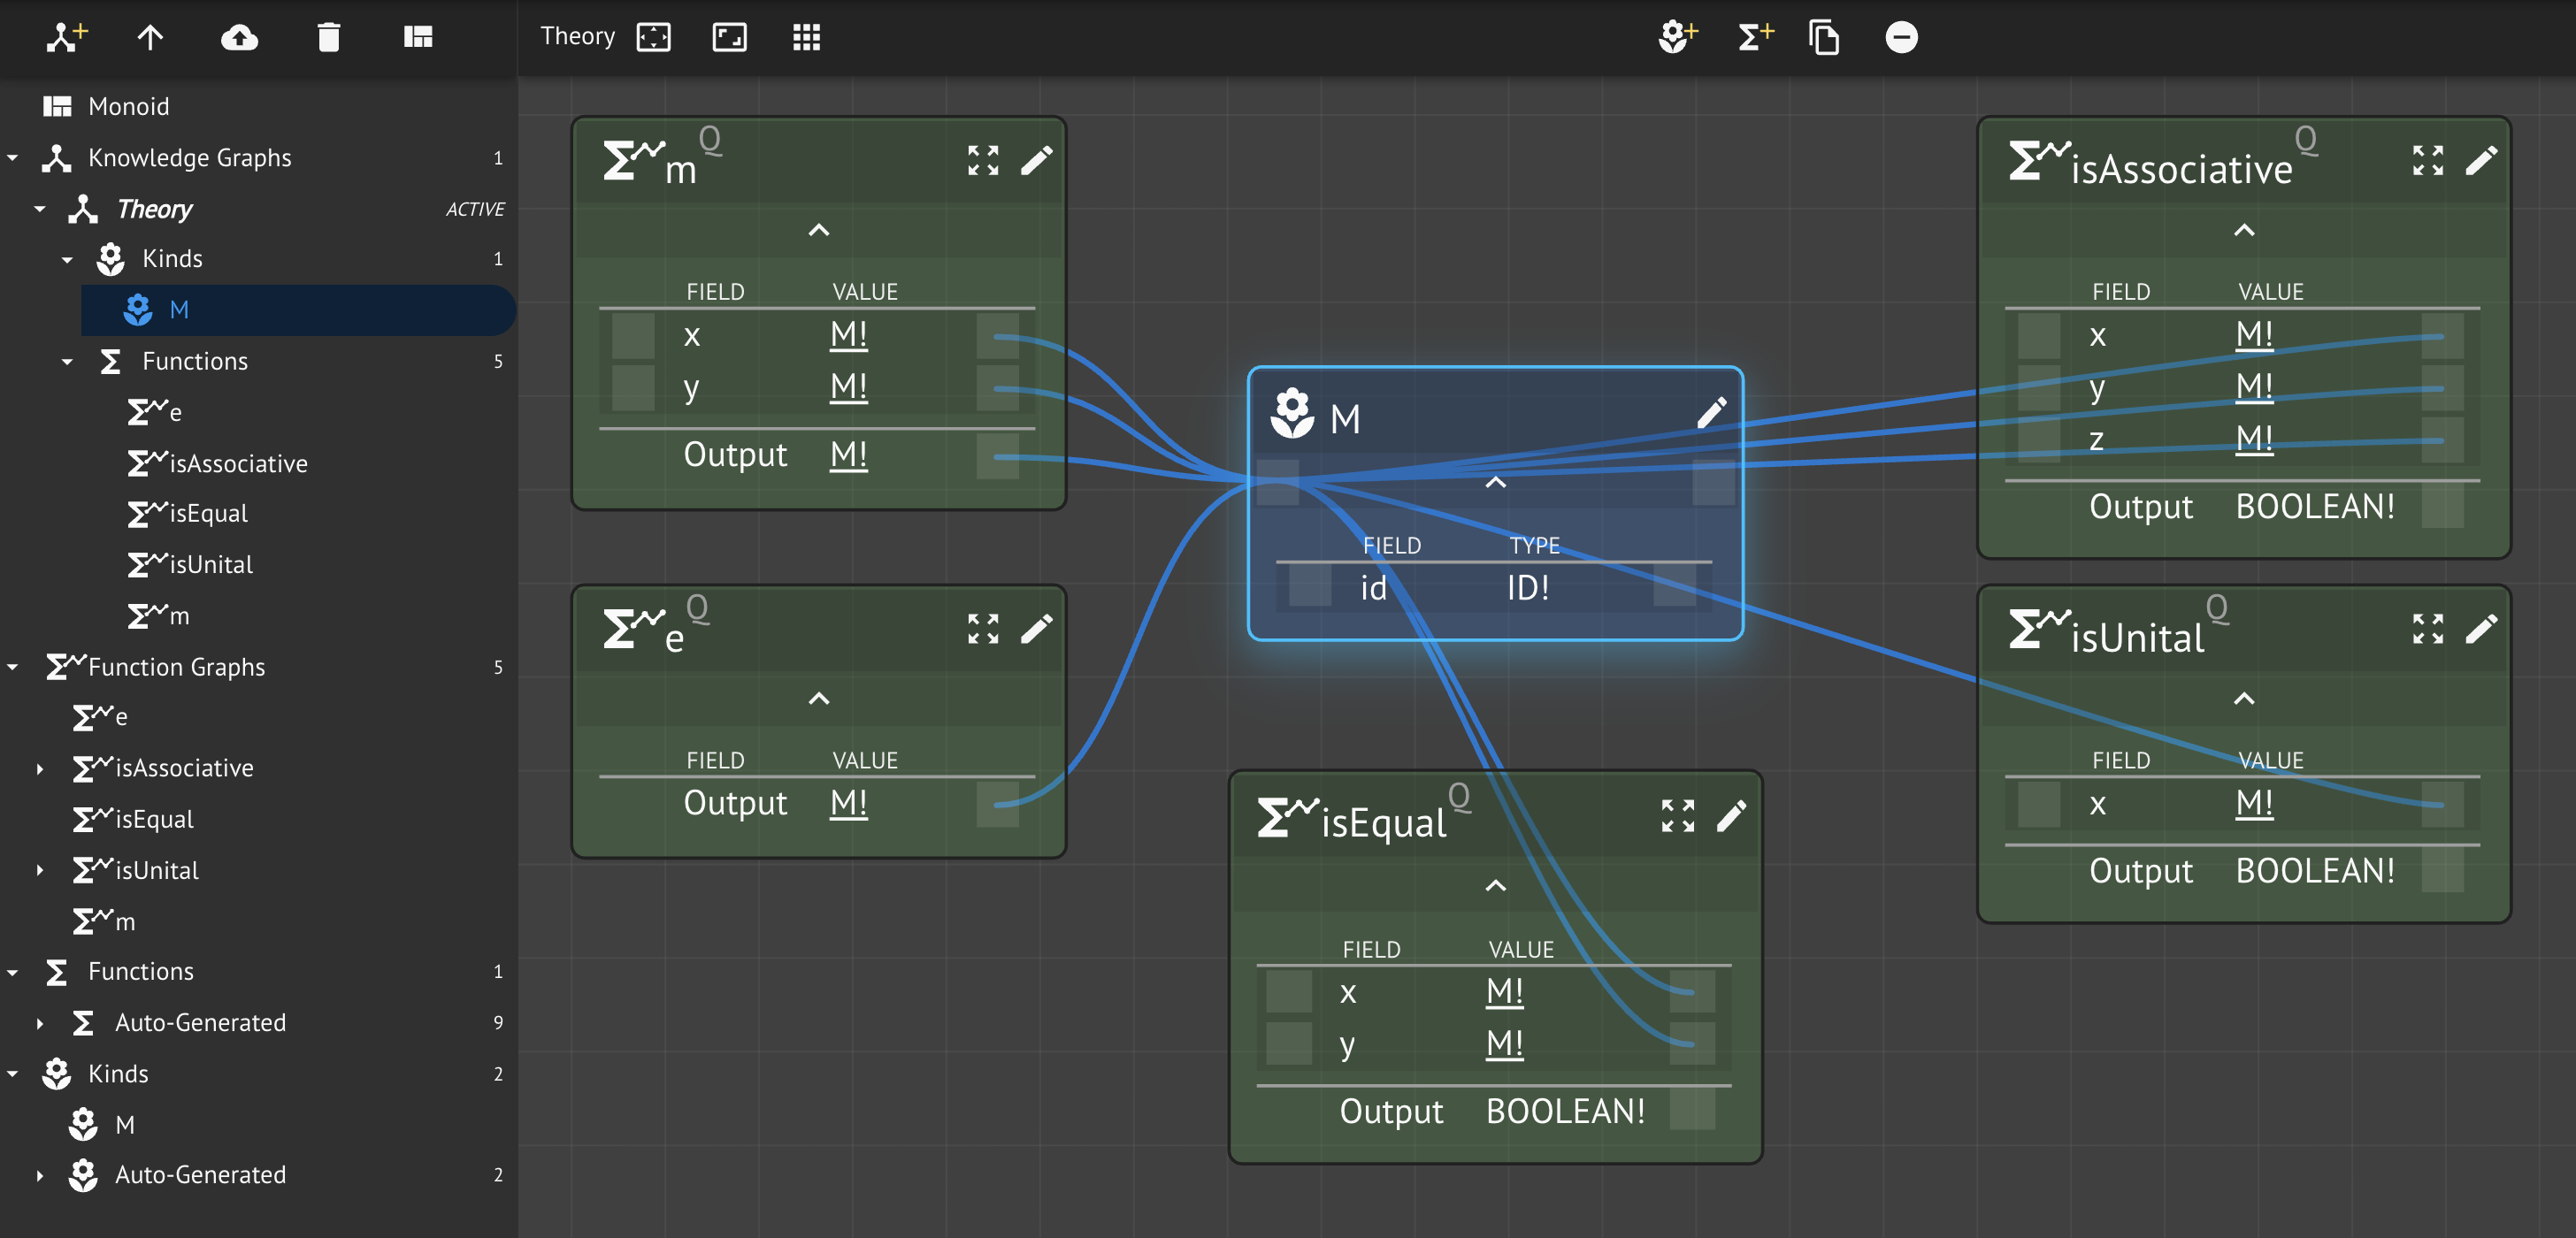 Theory
Monoid
Knowledge Graphs 1
Theory ACTIVE
Kinds 1
M
Functions 5
e
isAssociative
isEqual
isUnital
m
Function Graphs 5
e
isAssociative
isEqual
isUnital
m
Functions 1
Auto-Generated 9
Kinds 2
M
Auto-Generated 2
m Q
FIELD VALUE
x M!
y M!
Output M!
e Q
FIELD VALUE
Output M!
M
FIELD TYPE
id ID!
isEqual Q
FIELD VALUE
x M!
y M!
Output BOOLEAN!
isAssociative Q
FIELD VALUE
x M!
y M!
z M!
Output BOOLEAN!
isUnital Q
FIELD VALUE
x M!
Output BOOLEAN!